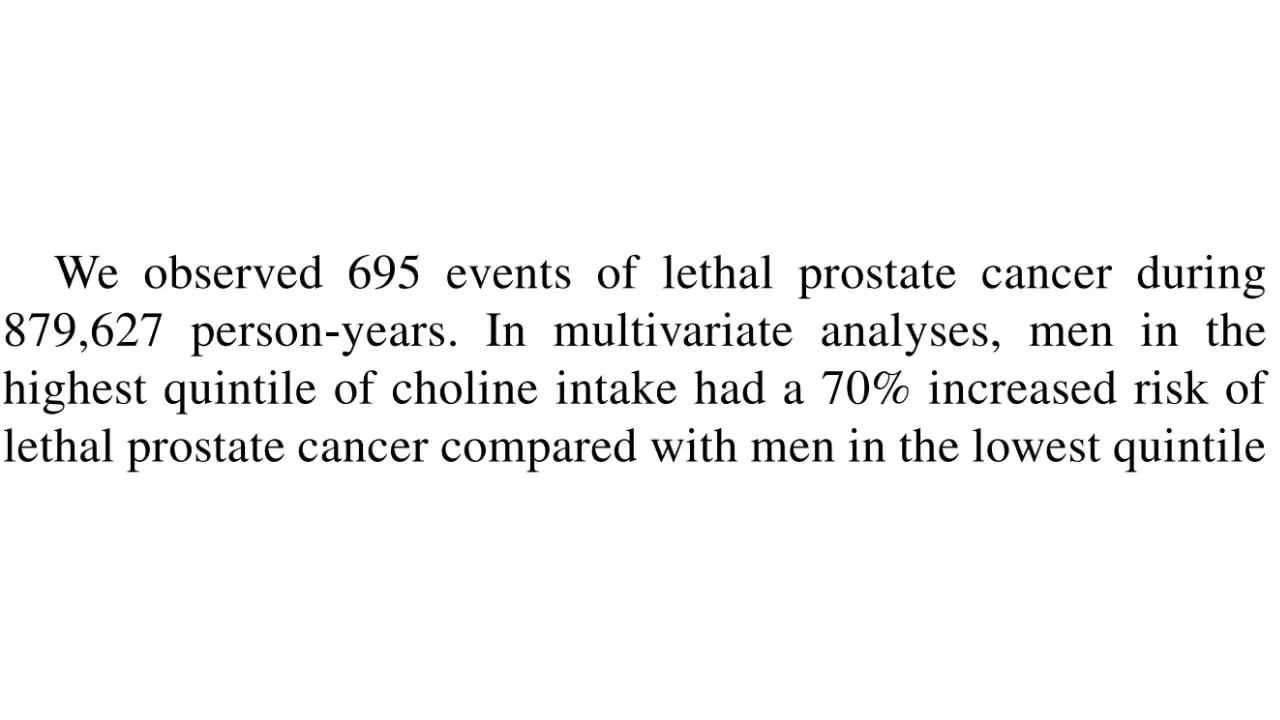 We observed 695 events of lethal prostate cancer during
879,627 person-years. In multivariate analyses, men in the
highest quintile of choline intake had a 70% increased risk of
lethal prostate cancer compared with men in the lowest quintile